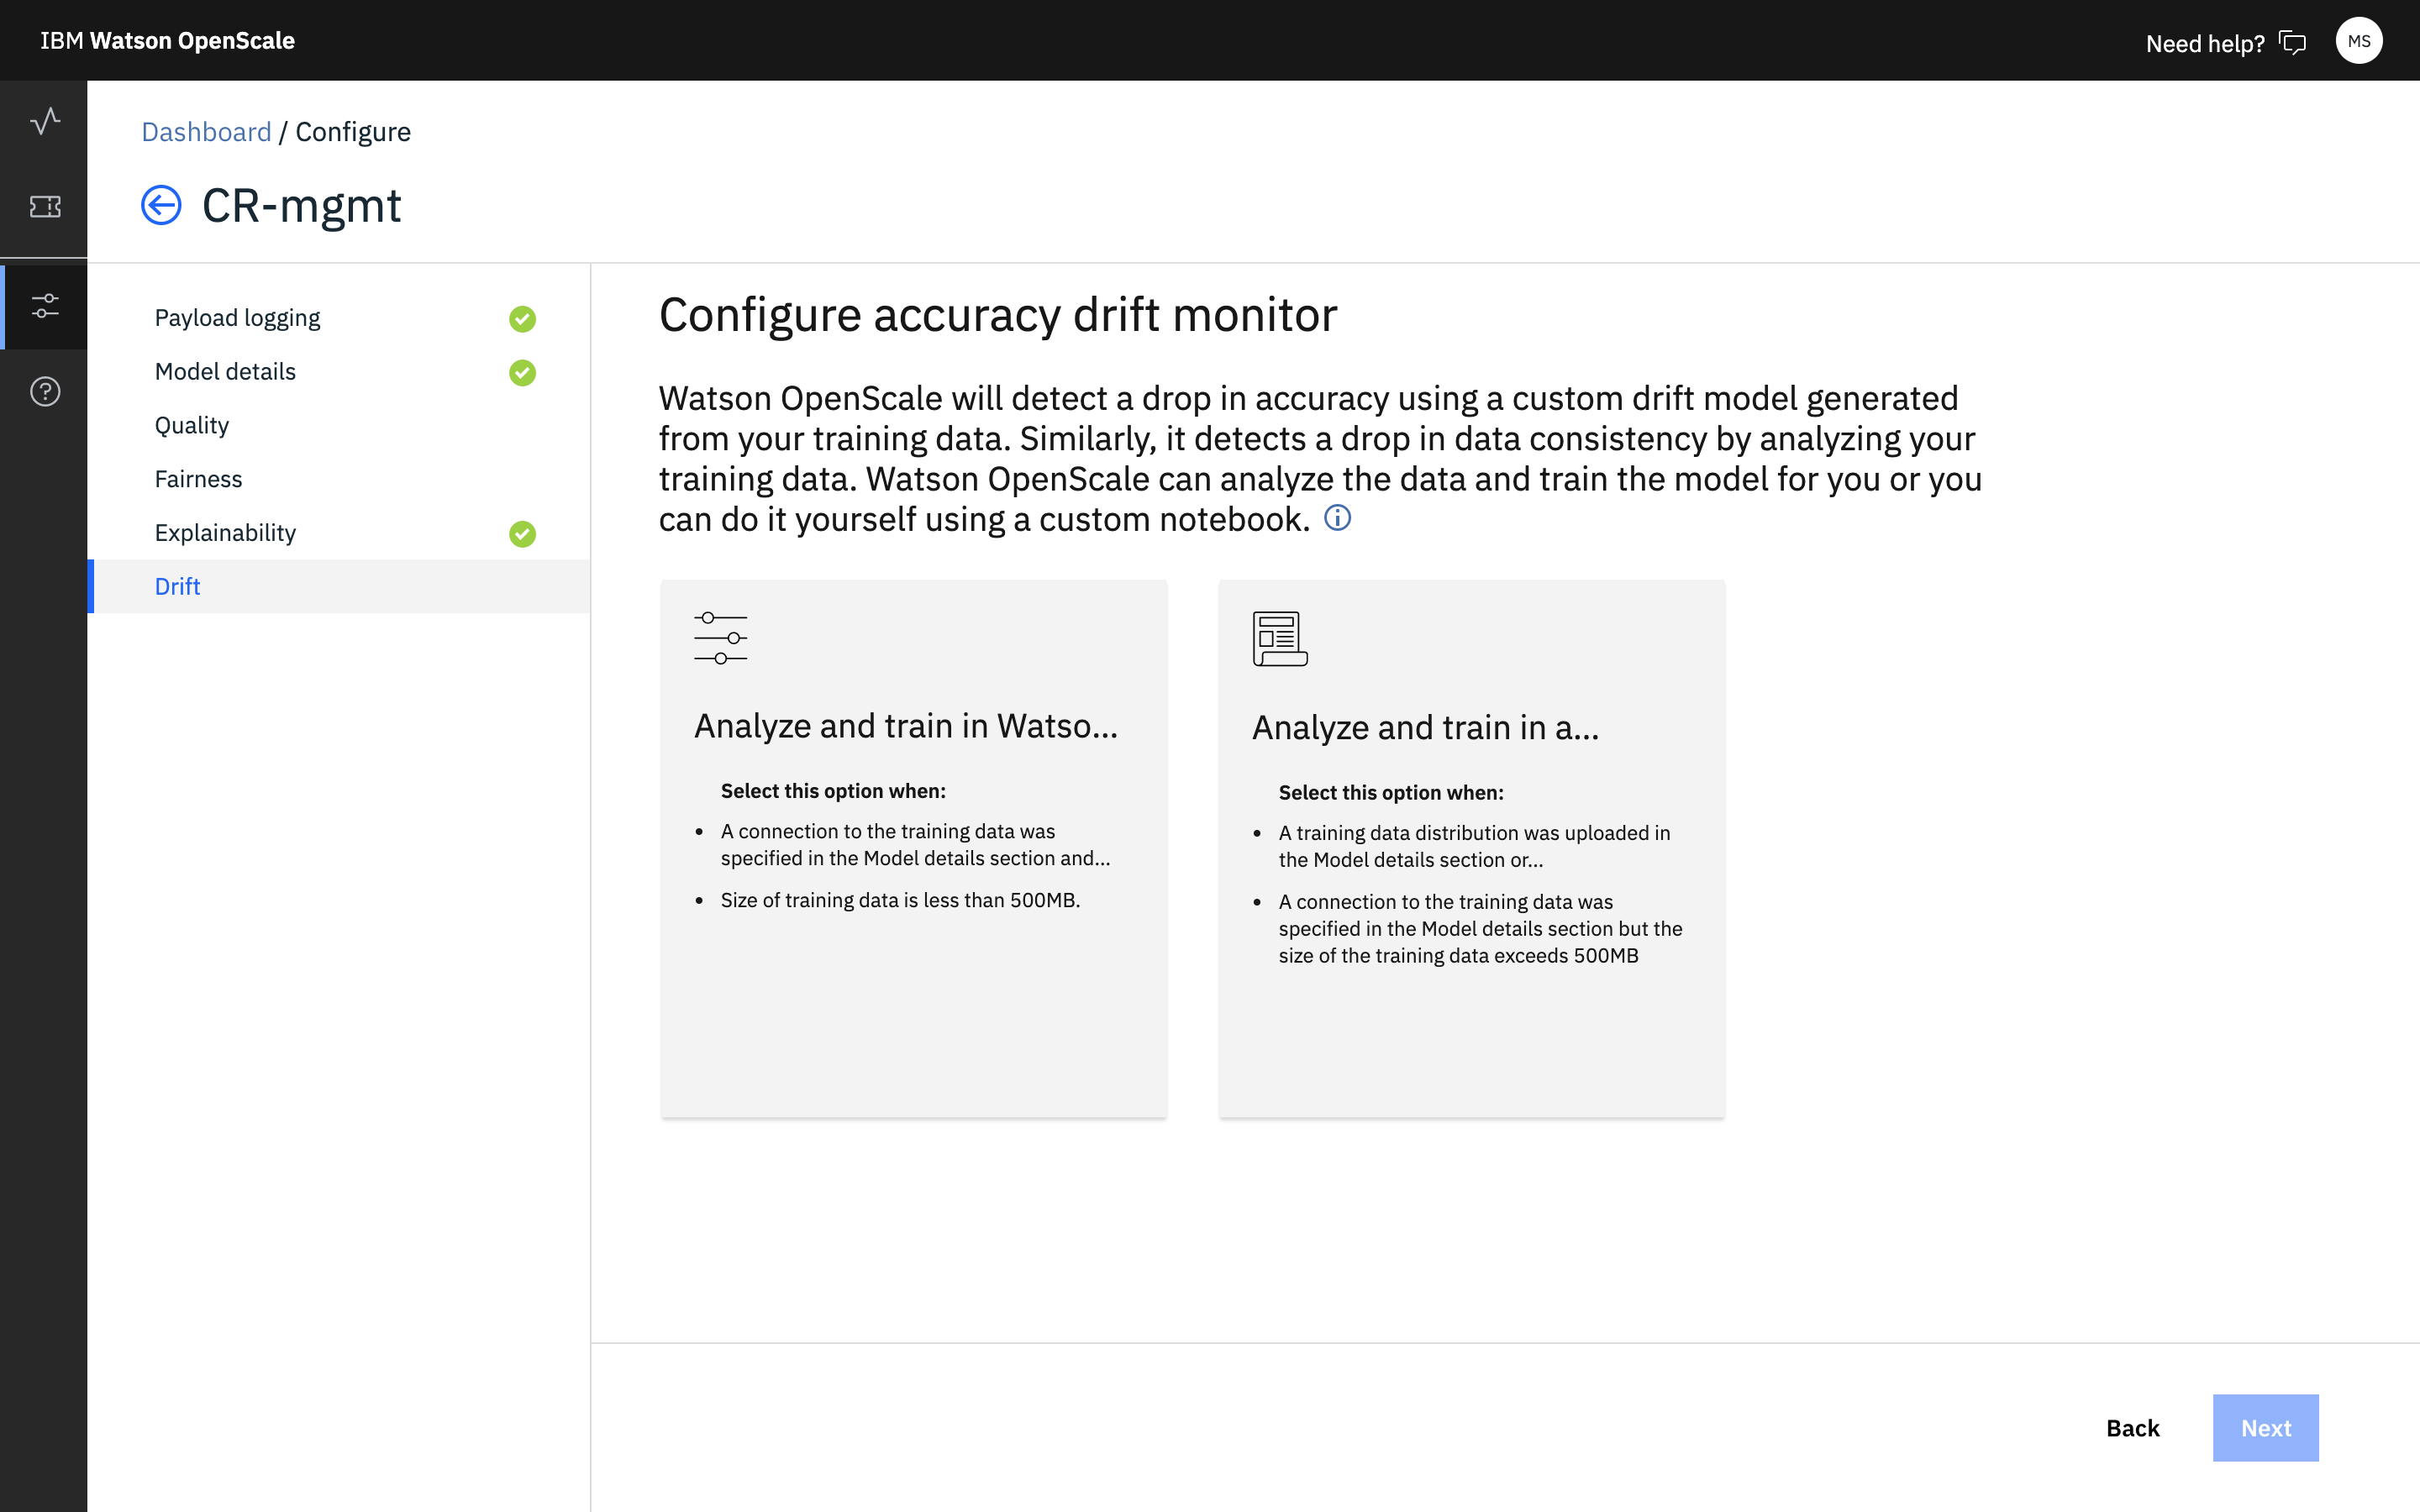 IBM Watson OpenScale
Need help?
MS
Dashboard / Configure
CR-mgmt
Payload logging
Model details
Quality
Fairness
Explainability
Drift
Configure accuracy drift monitor
Watson OpenScale will detect a drop in accuracy using a custom drift model generated
from your training data. Similarly, it detects a drop in data consistency by analyzing your
training data. Watson OpenScale can analyze the data and train the model for you or you
can do it yourself using a custom notebook.
Analyze and train in Watso...
Select this option when:
• A connection to the training data was
specified in the Model details section and...
• Size of training data is less than 500MB.
Analyze and train in a...
Select this option when:
• A training data distribution was uploaded in
the Model details section or...
• A connection to the training data was
specified in the Model details section but the
size of the training data exceeds 500MB
Back
Next